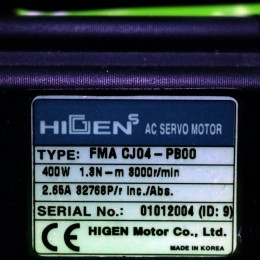 HIGEN S AC SERVO MOTOR
TYPE: FMA CJ04-PB00
400W 1.3N-m 3000r/min
2.65A 32768P/r Inc./Abs.
SERIAL No.: 01012004 (ID: 9)
CE HIGEN Motor Co., Ltd.
MADE IN KOREA